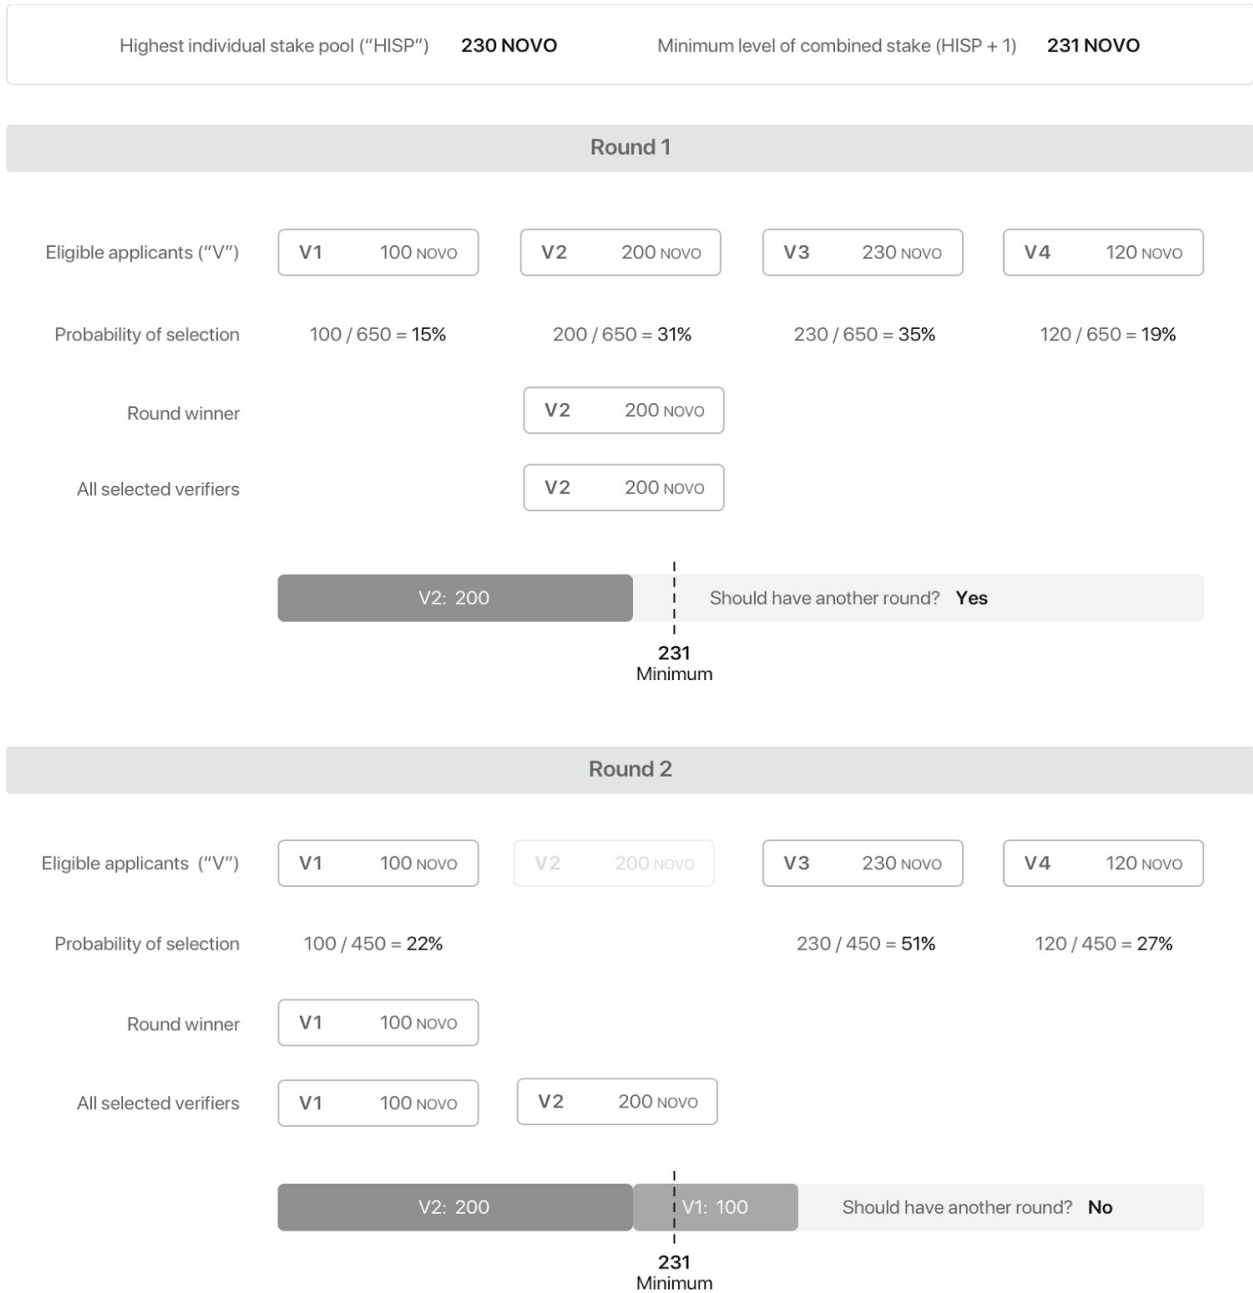 Highest individual stake pool (“HISP”) 230 NOVO Minimum level of combined stake (HISP + 1) 231 NOVO
Round 1
Eligible applicants (“V”) V1 100 NOVO V2 200 NOVO V3 230 NOVO V4 120 NOVO
Probability of selection 100 / 650 = 15% 200 / 650 = 31% 230 / 650 = 35% 120 / 650 = 19%
Round winner V2 200 NOVO
All selected verifiers V2 200 NOVO
V2: 200 Should have another round? Yes
231
Minimum
Round 2
Eligible applicants (“V”) V1 100 NOVO V2 200 NOVO V3 230 NOVO V4 120 NOVO
Probability of selection 100 / 450 = 22% 230 / 450 = 51% 120 / 450 = 27%
Round winner V1 100 NOVO
All selected verifiers V1 100 NOVO V2 200 NOVO
V2: 200 V1: 100 Should have another round? No
231
Minimum